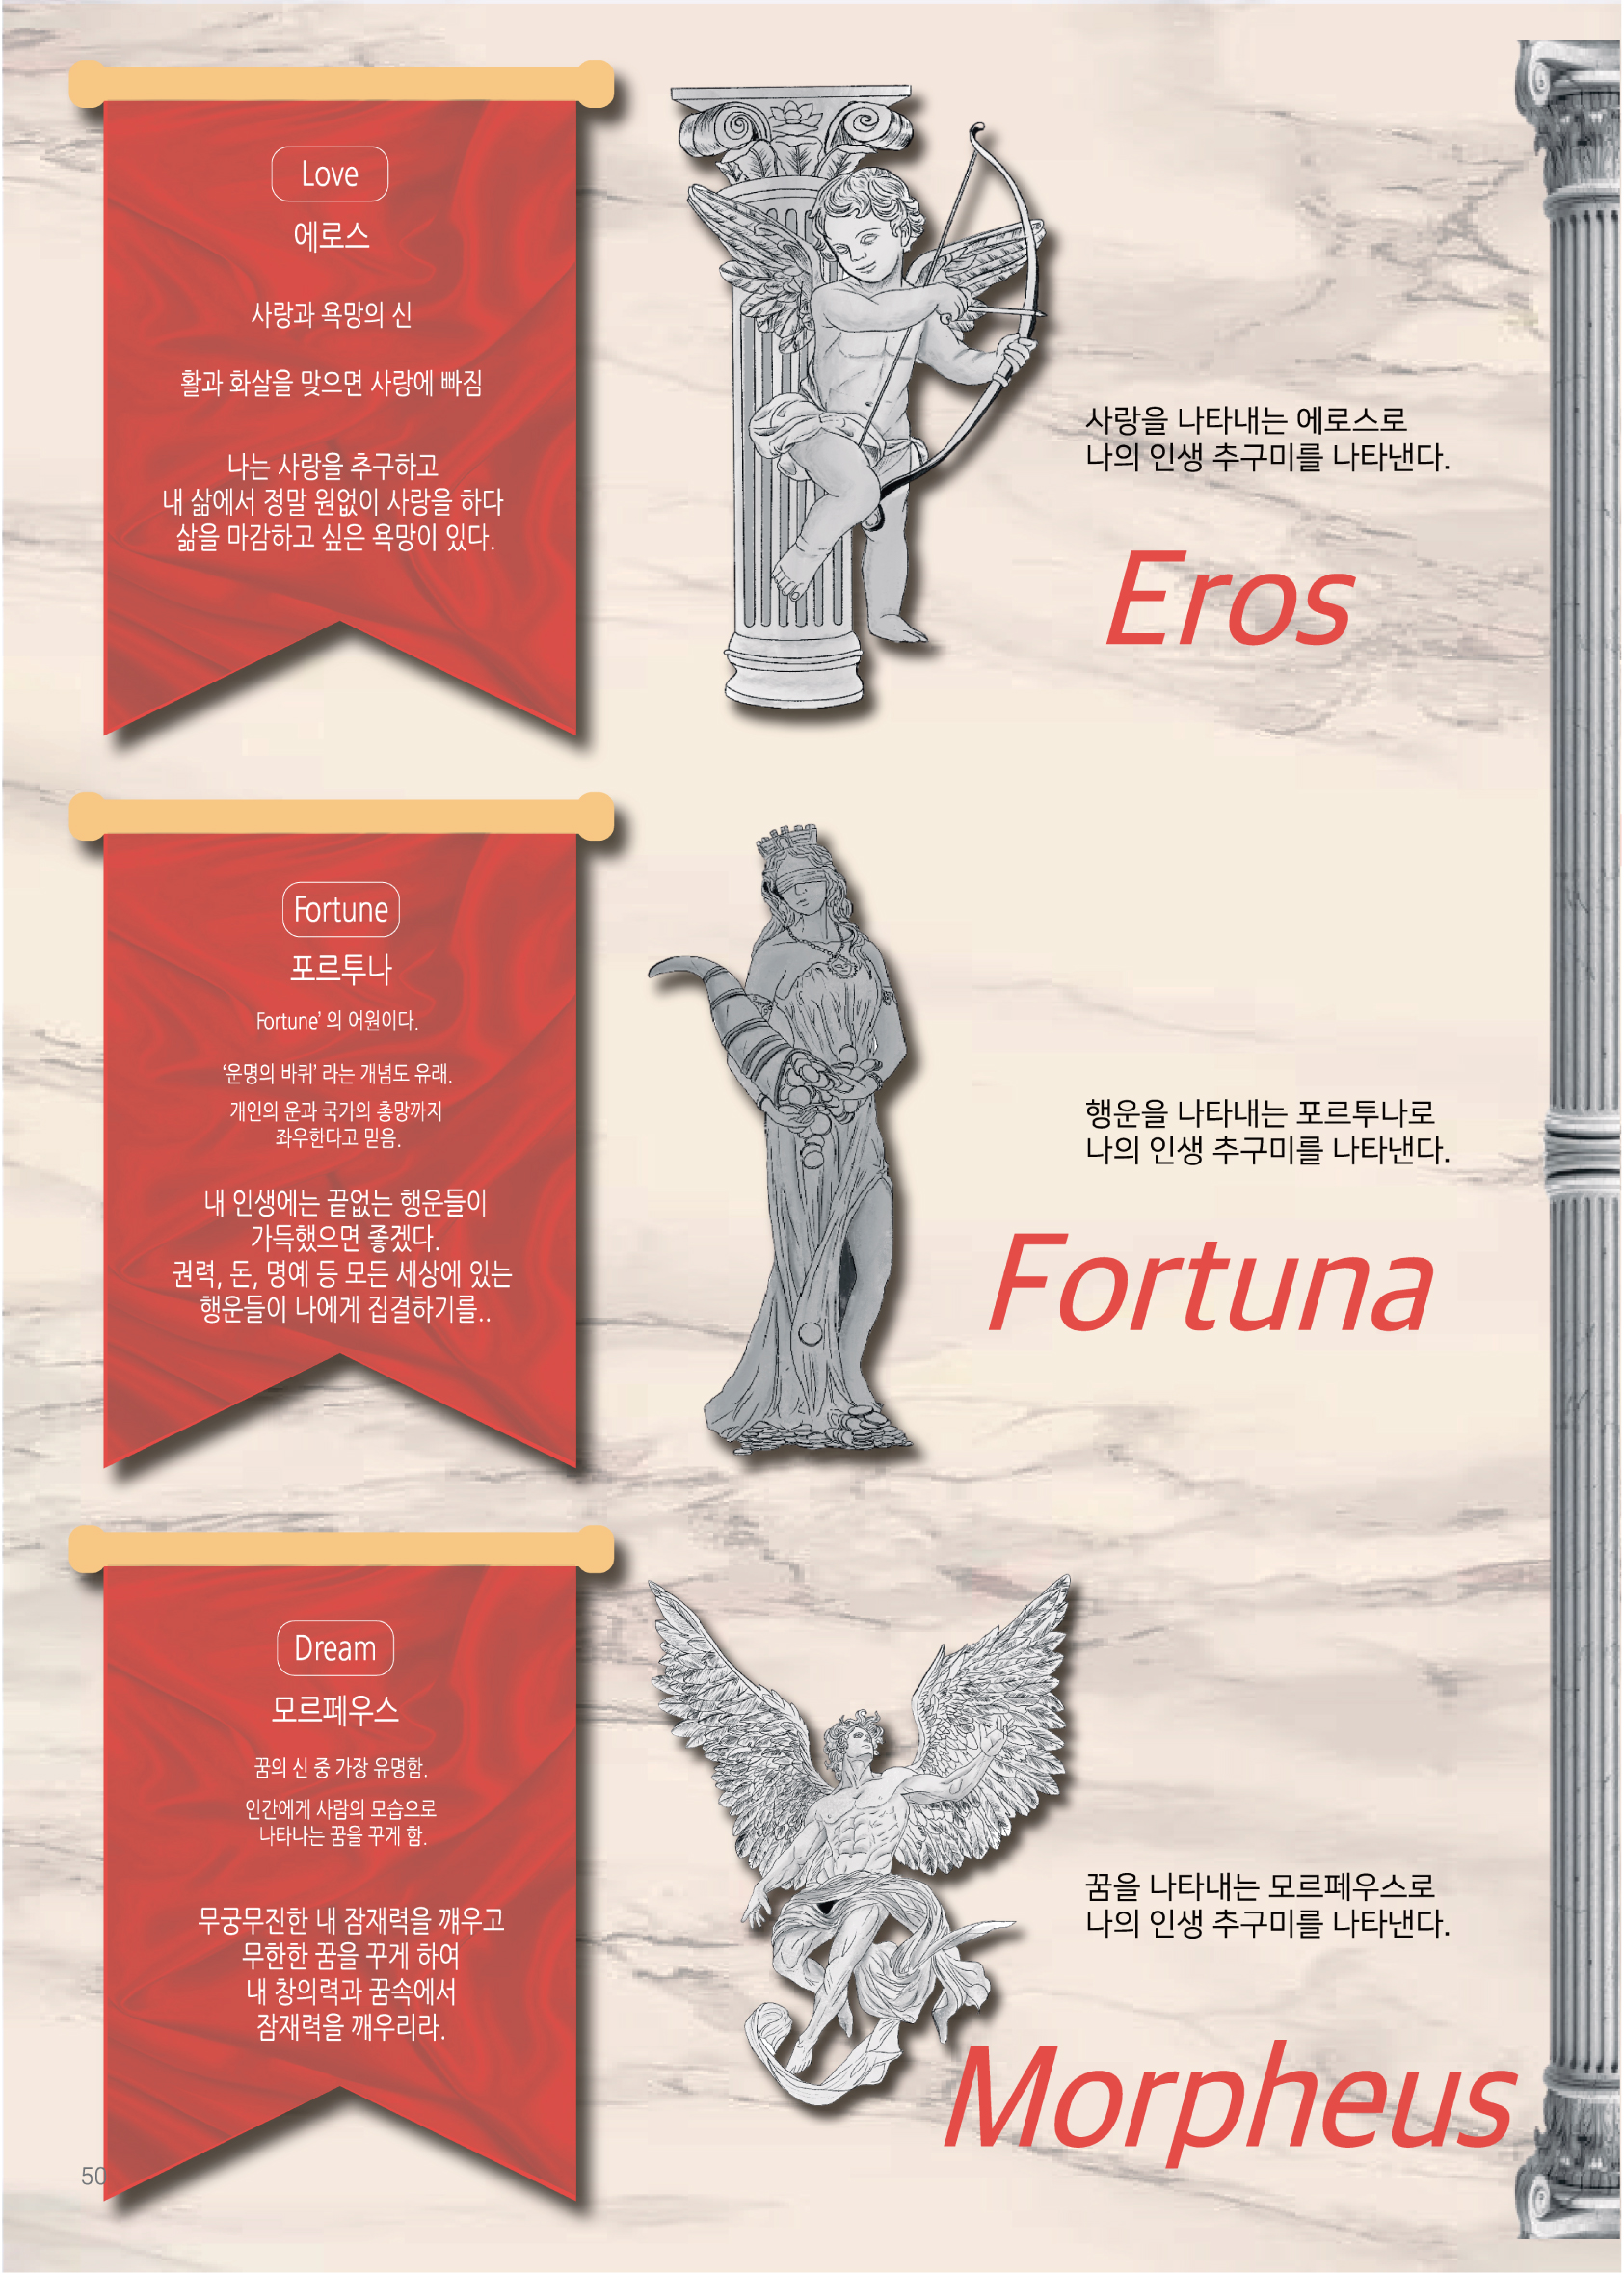 Love
에로스
사랑과 욕망의 신
활과 화살을 맞으면 사랑에 빠짐
나는 사랑을 추구하고
내 삶에서 정말 원없이 사랑을 하다
삶을 마감하고 싶은 욕망이 있다.
사랑을 나타내는 에로스로
나의 인생 추구미를 나타낸다.
Eros
Fortune
포르투나
Fortune’ 의 어원이다.
‘운명의 바퀴’ 라는 개념도 유래.
개인의 운과 국가의 총망까지
좌우한다고 믿음.
내 인생에는 끝없는 행운들이
가득했으면 좋겠다.
권력, 돈, 명예 등 모든 세상에 있는
행운들이 나에게 집결하기를..
행운을 나타내는 포르투나로
나의 인생 추구미를 나타낸다.
Fortuna
Dream
모르페우스
꿈의 신 중 가장 유명함.
인간에게 사람의 모습으로
나타나는 꿈을 꾸게 함.
무궁무진한 내 잠재력을 깨우고
무한한 꿈을 꾸게 하여
내 창의력과 꿈속에서
잠재력을 깨우리라.
꿈을 나타내는 모르페우스로
나의 인생 추구미를 나타낸다.
Morpheus
50